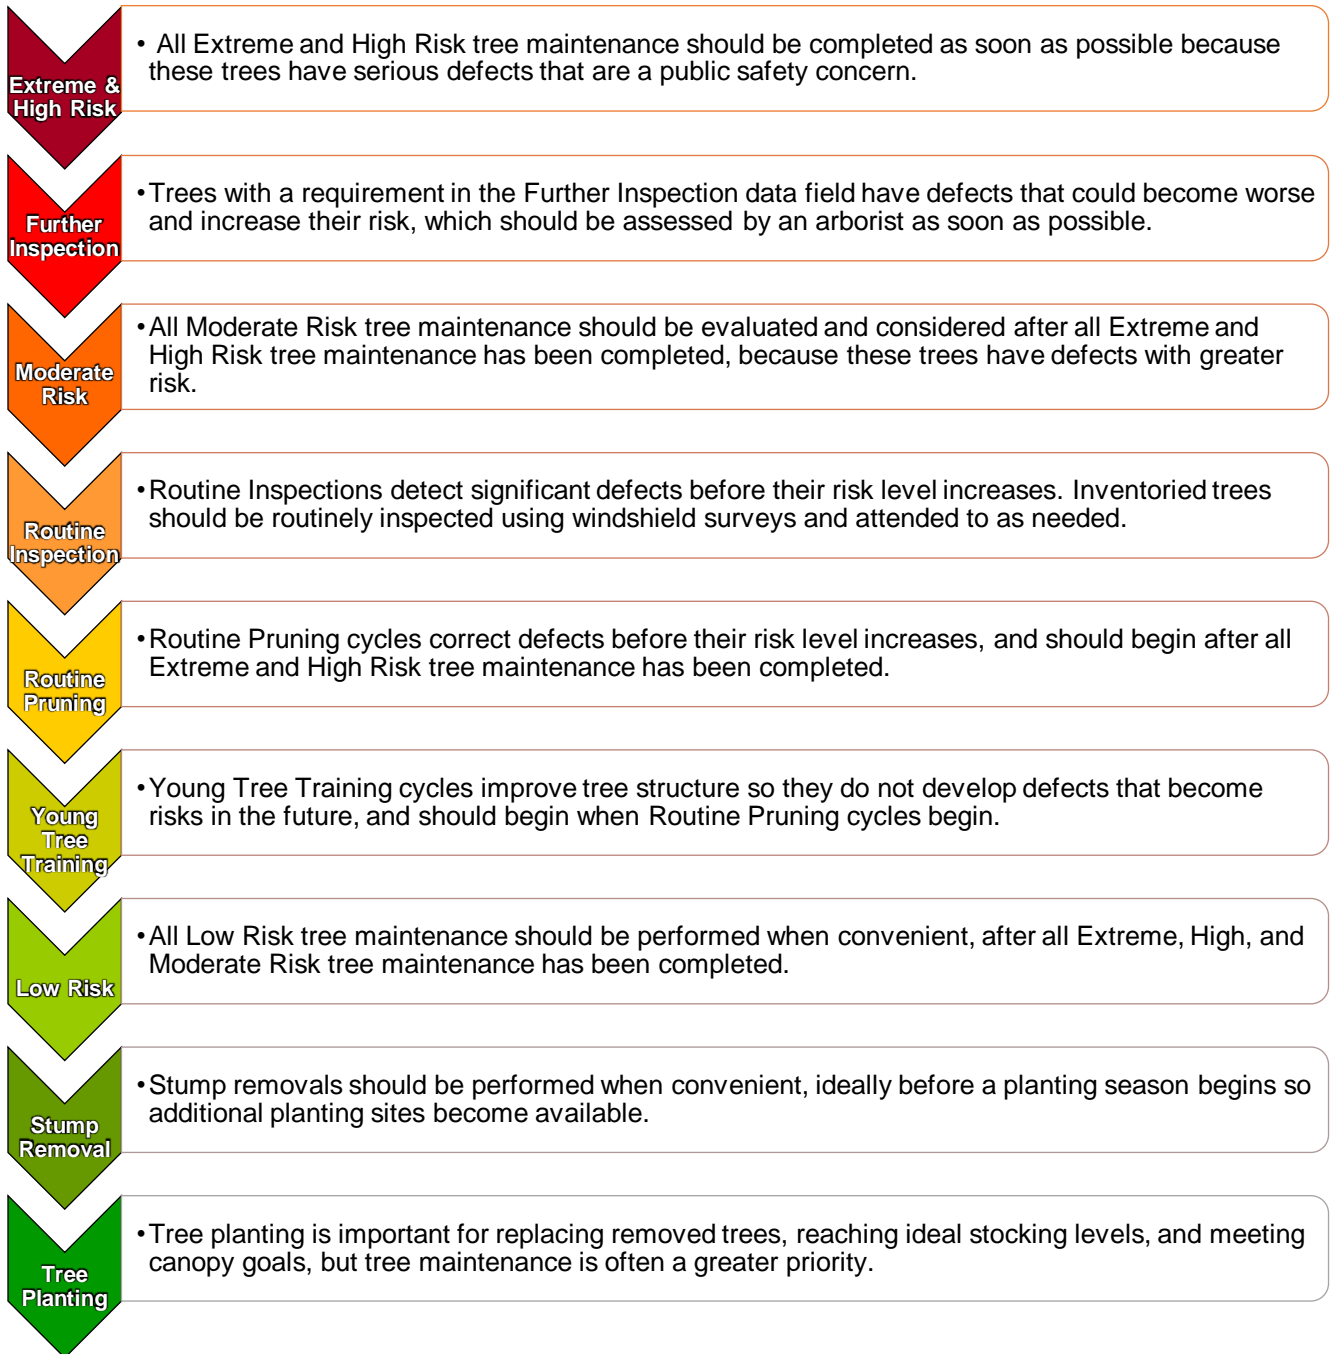 Extreme &
High Risk
• All Extreme and High Risk tree maintenance should be completed as soon as possible because
these trees have serious defects that are a public safety concern.
Further
Inspection
•Trees with a requirement in the Further Inspection data field have defects that could become worse
and increase their risk, which should be assessed by an arborist as soon as possible.
Moderate
Risk
•All Moderate Risk tree maintenance should be evaluated and considered after all Extreme and
High Risk tree maintenance has been completed, because these trees have defects with greater
risk.
Routine
Inspection
•Routine Inspections detect significant defects before their risk level increases. Inventoried trees
should be routinely inspected using windshield surveys and attended to as needed.
Routine
Pruning
•Routine Pruning cycles correct defects before their risk level increases, and should begin after all
Extreme and High Risk tree maintenance has been completed.
Young
Tree
Training
•Young Tree Training cycles improve tree structure so they do not develop defects that become
risks in the future, and should begin when Routine Pruning cycles begin.
Low Risk
•All Low Risk tree maintenance should be performed when convenient, after all Extreme, High, and
Moderate Risk tree maintenance has been completed.
Stump
Removal
•Stump removals should be performed when convenient, ideally before a planting season begins so
additional planting sites become available.
Tree
Planting
•Tree planting is important for replacing removed trees, reaching ideal stocking levels, and meeting
canopy goals, but tree maintenance is often a greater priority.